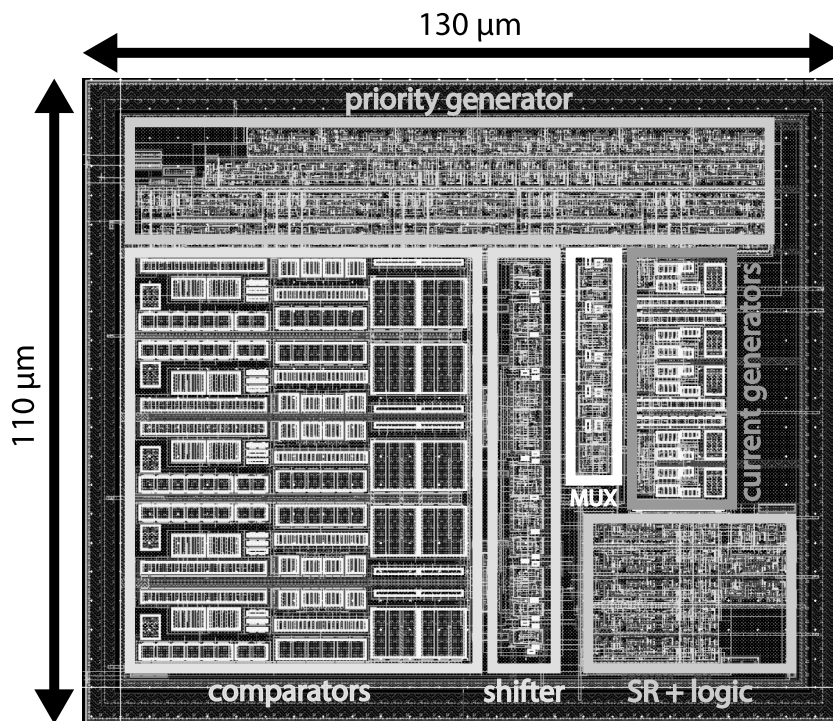 130 µm
priority generator
110 µm
current generators
MUX
comparators
shifter
SR + logic